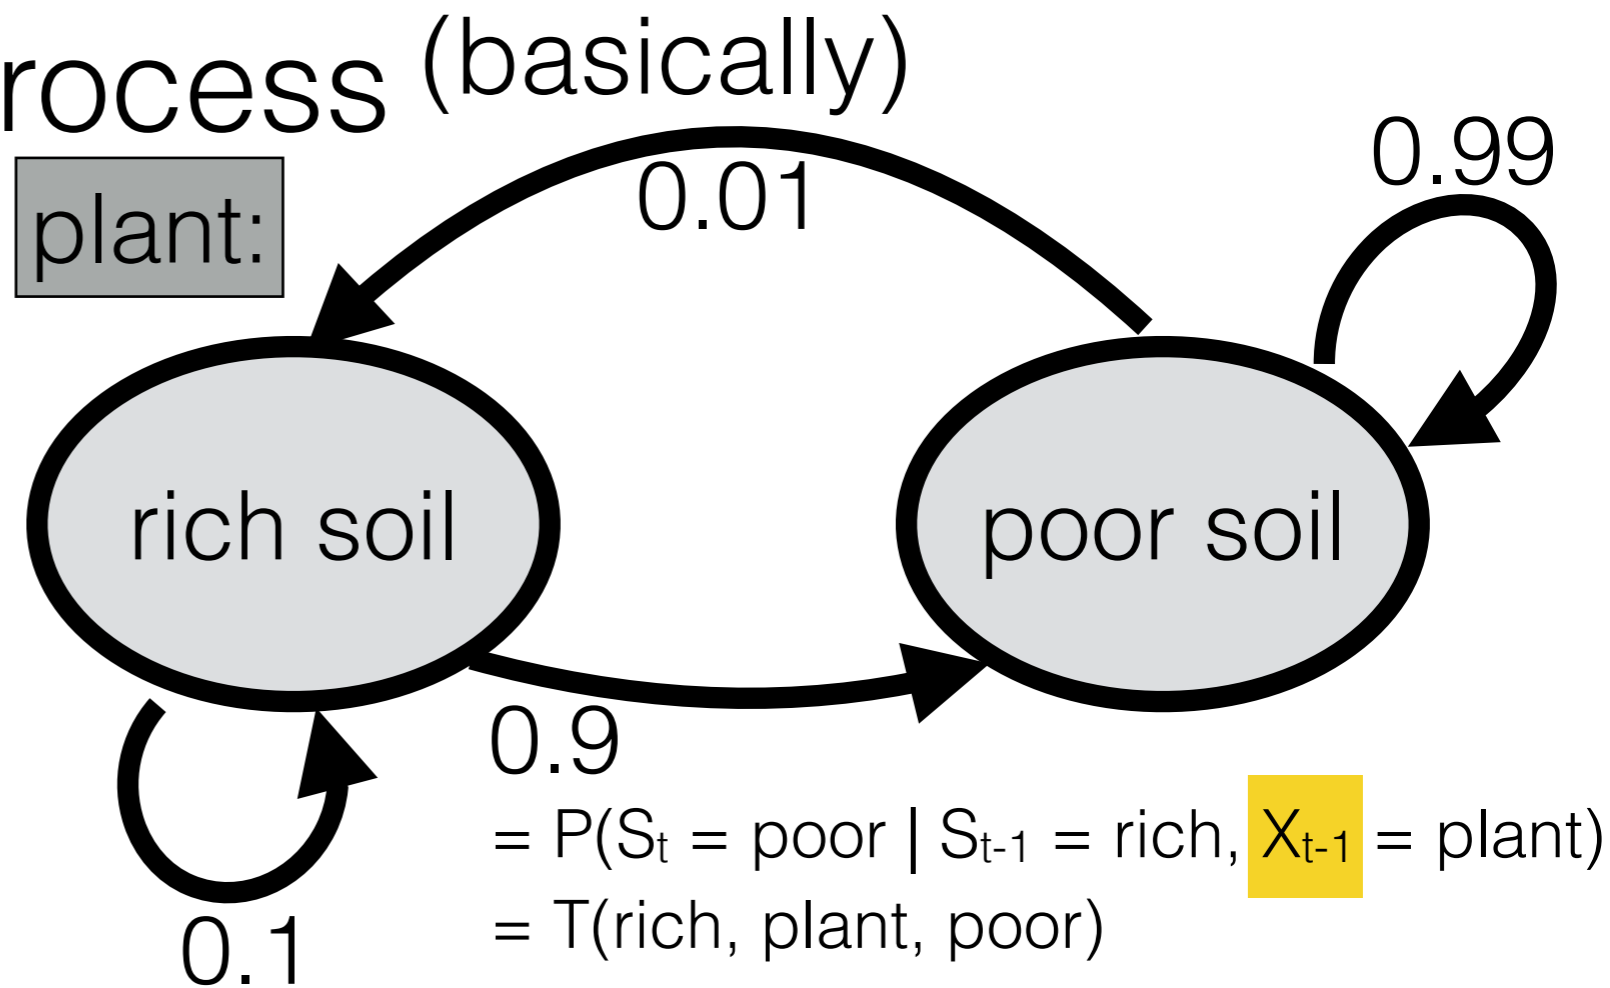 rocess (basically)
plant:
0.01
0.99
rich soil
poor soil
0.9
= P(Sₜ = poor | Sₜ₋₁ = rich, Xₜ₋₁ = plant)
= T(rich, plant, poor)
0.1